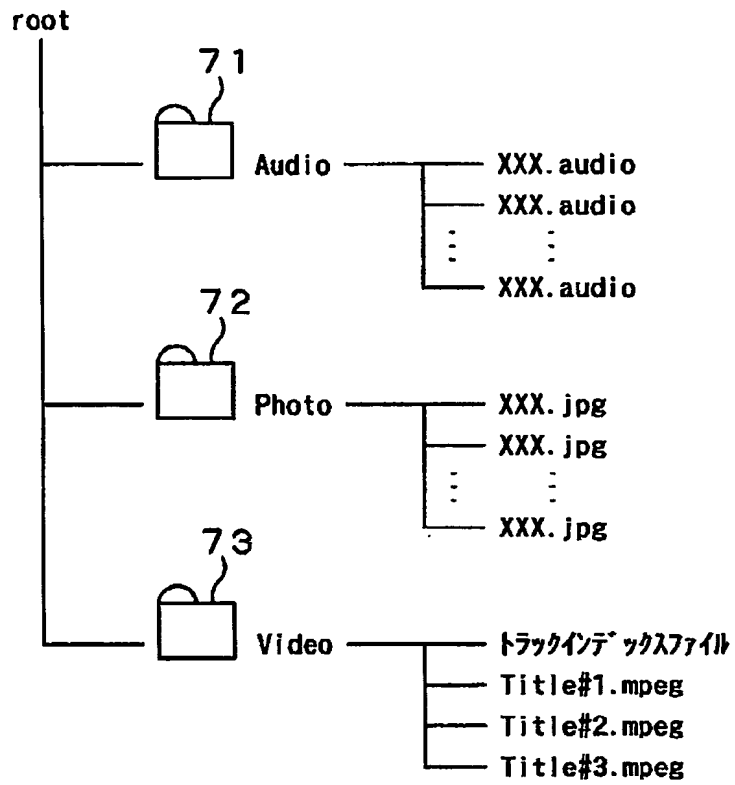 root
71
Audio
XXX.audio
XXX.audio
XXX.audio
72
Photo
XXX.jpg
XXX.jpg
XXX.jpg
73
Video
トラックインデックスファイル
Title#1.mpeg
Title#2.mpeg
Title#3.mpeg